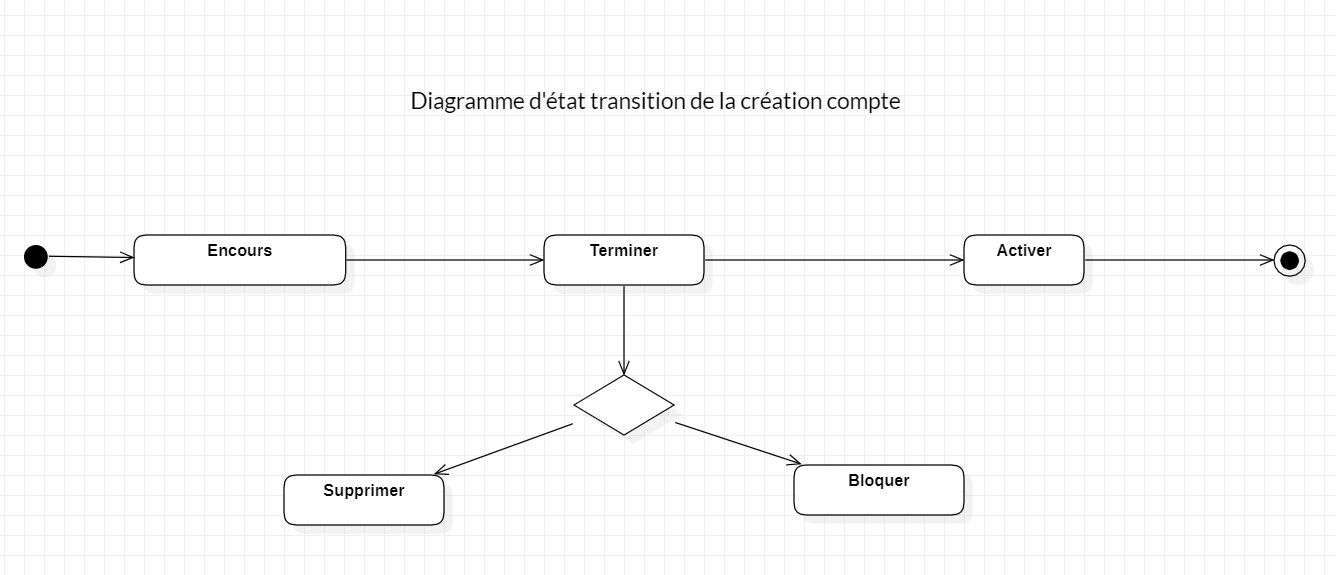 Diagramme d'état transition de la création compte
Encours
Terminer
Activer
Supprimer
Bloquer